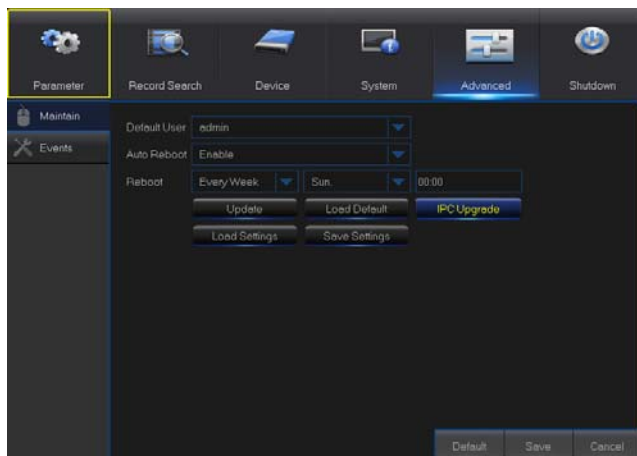 Parameter Record Search Device System Advanced Shutdown
Maintain
Events
Default User admin
Auto Reboot Enable
Reboot Every Week Sun. 00:00
Update Load Default IPC Upgrade
Load Settings Save Settings
Default Save Cancel